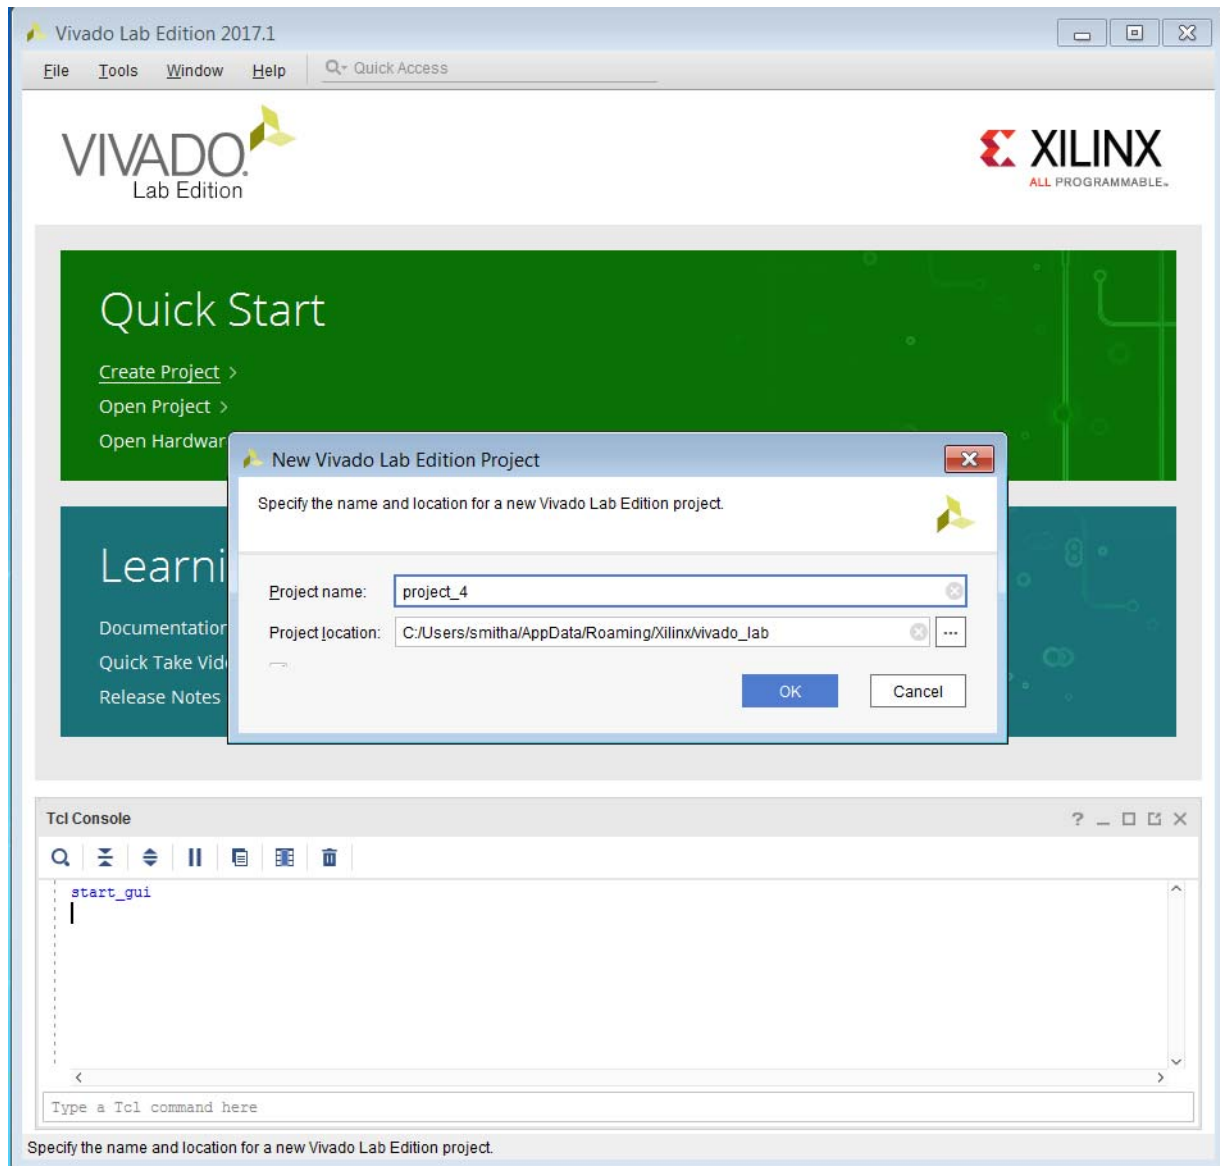 Vivado Lab Edition 2017.1
File Tools Window Help Quick Access
VIVADO.
Lab Edition
XILINX
ALL PROGRAMMABLE™
Quick Start
Create Project >
Open Project >
Open Hardwar
New Vivado Lab Edition Project
Specify the name and location for a new Vivado Lab Edition project.
Learni
Project name: project_4
Documentation
Project location: C:/Users/smitha/AppData/Roaming/Xilinx/vivado_lab ...
Quick Take Vid
Release Notes
OK Cancel
Tcl Console
start_gui
Type a Tcl command here
Specify the name and location for a new Vivado Lab Edition project.